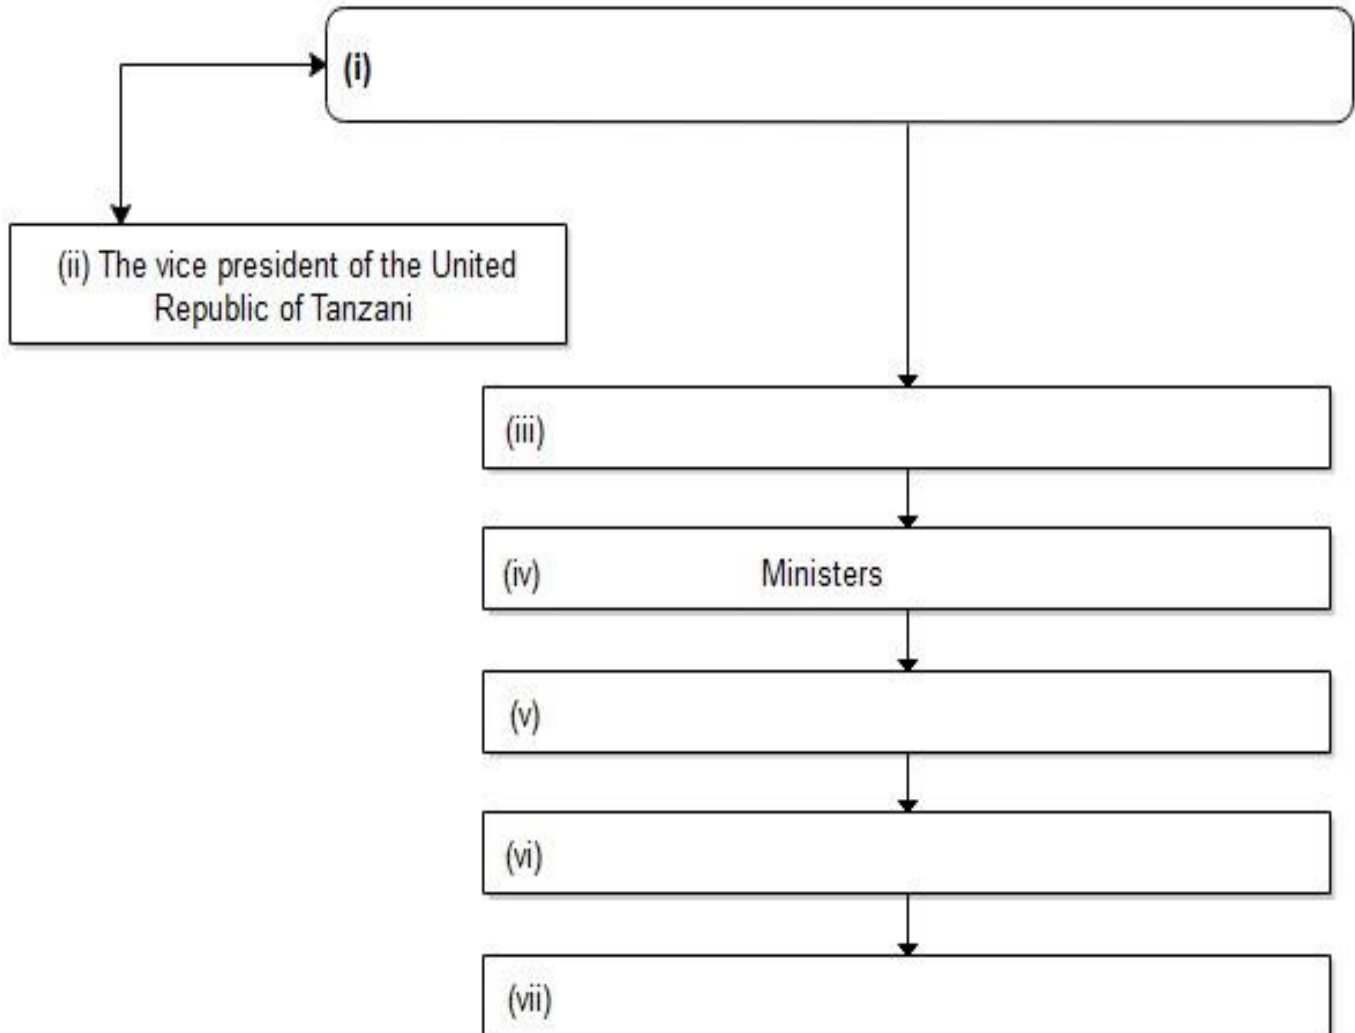 (i)
(ii) The vice president of the United
Republic of Tanzani
(iii)
(iv) Ministers
(v)
(vi)
(vii)